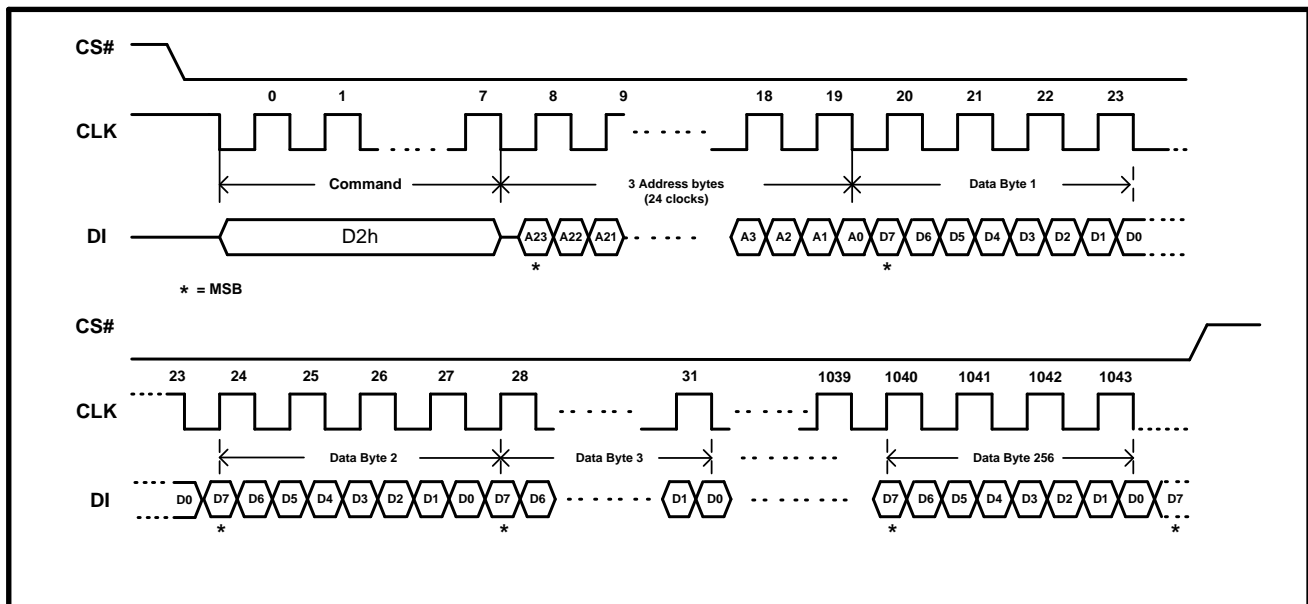 CS#
0 1 7 8 9 18 19 20 21 22 23
CLK
Command 3 Address bytes Data Byte 1
(24 clocks)
DI D2h A23 A22 A21 A3 A2 A1 A0 D7 D6 D5 D4 D3 D2 D1 D0
* *
* = MSB
CS#
23 24 25 26 27 28 31 1039 1040 1041 1042 1043
CLK
Data Byte 2 Data Byte 3 Data Byte 256
DI D0 D7 D6 D5 D4 D3 D2 D1 D0 D7 D6 D1 D0 D7 D6 D5 D4 D3 D2 D1 D0 D7
* * * *